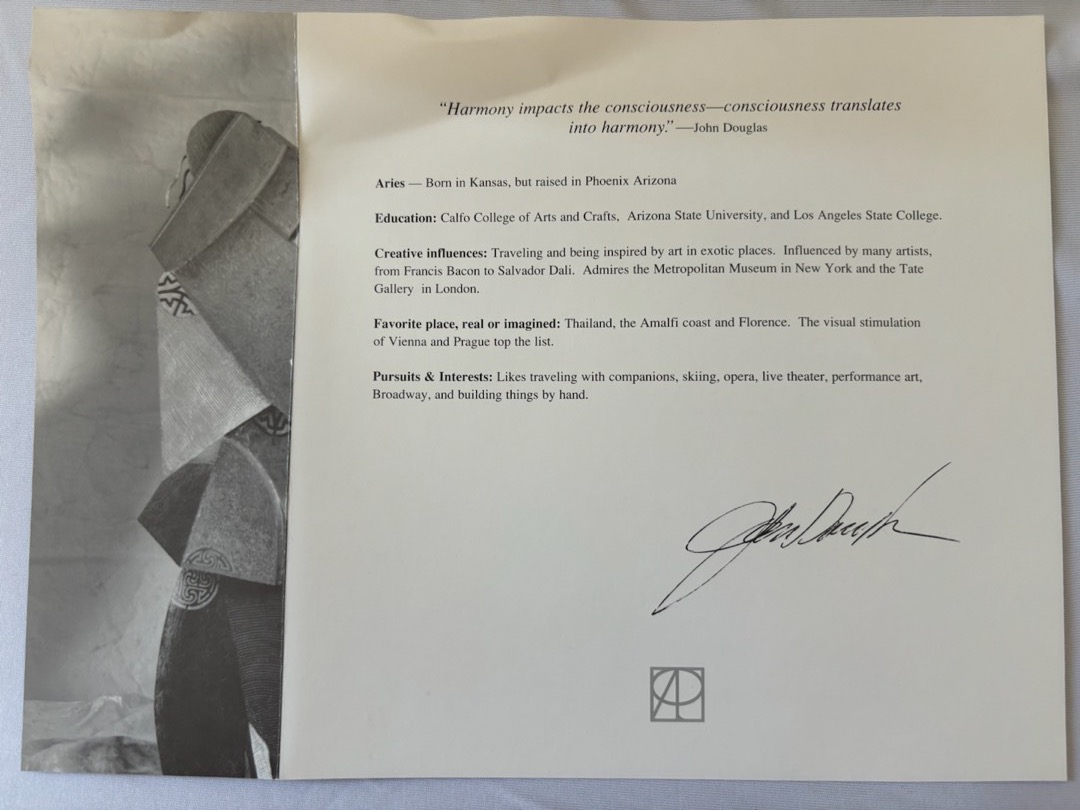 “Harmony impacts the consciousness—consciousness translates
into harmony.” —John Douglas
Aries — Born in Kansas, but raised in Phoenix Arizona
Education: Calfo College of Arts and Crafts, Arizona State University, and Los Angeles State College.
Creative influences: Traveling and being inspired by art in exotic places. Influenced by many artists,
from Francis Bacon to Salvador Dali. Admires the Metropolitan Museum in New York and the Tate
Gallery in London.
Favorite place, real or imagined: Thailand, the Amalfi coast and Florence. The visual stimulation
of Vienna and Prague top the list.
Pursuits & Interests: Likes traveling with companions, skiing, opera, live theater, performance art,
Broadway, and building things by hand.
John Douglas